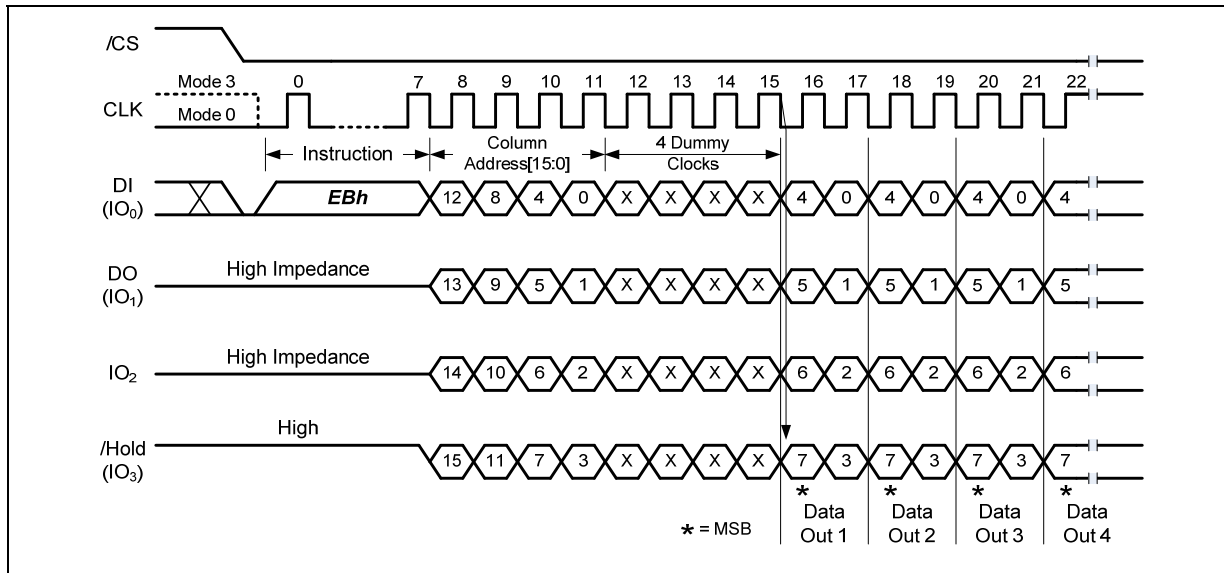 /CS
Mode 3 0 7 8 9 10 11 12 13 14 15 16 17 18 19 20 21 22
CLK
Mode 0
Instruction
Column
Address[15:0]
4 Dummy
Clocks
DI
(IO0)
EBh 12 8 4 0 X X X X 4 0 4 0 4 0 4
DO
(IO1)
High Impedance 13 9 5 1 X X X X 5 1 5 1 5 1 5
IO2
High Impedance 14 10 6 2 X X X X 6 2 6 2 6 2 6
/Hold
(IO3)
High 15 11 7 3 X X X X 7 3 7 3 7 3 7
* * * *
* = MSB
Data
Out 1
Data
Out 2
Data
Out 3
Data
Out 4